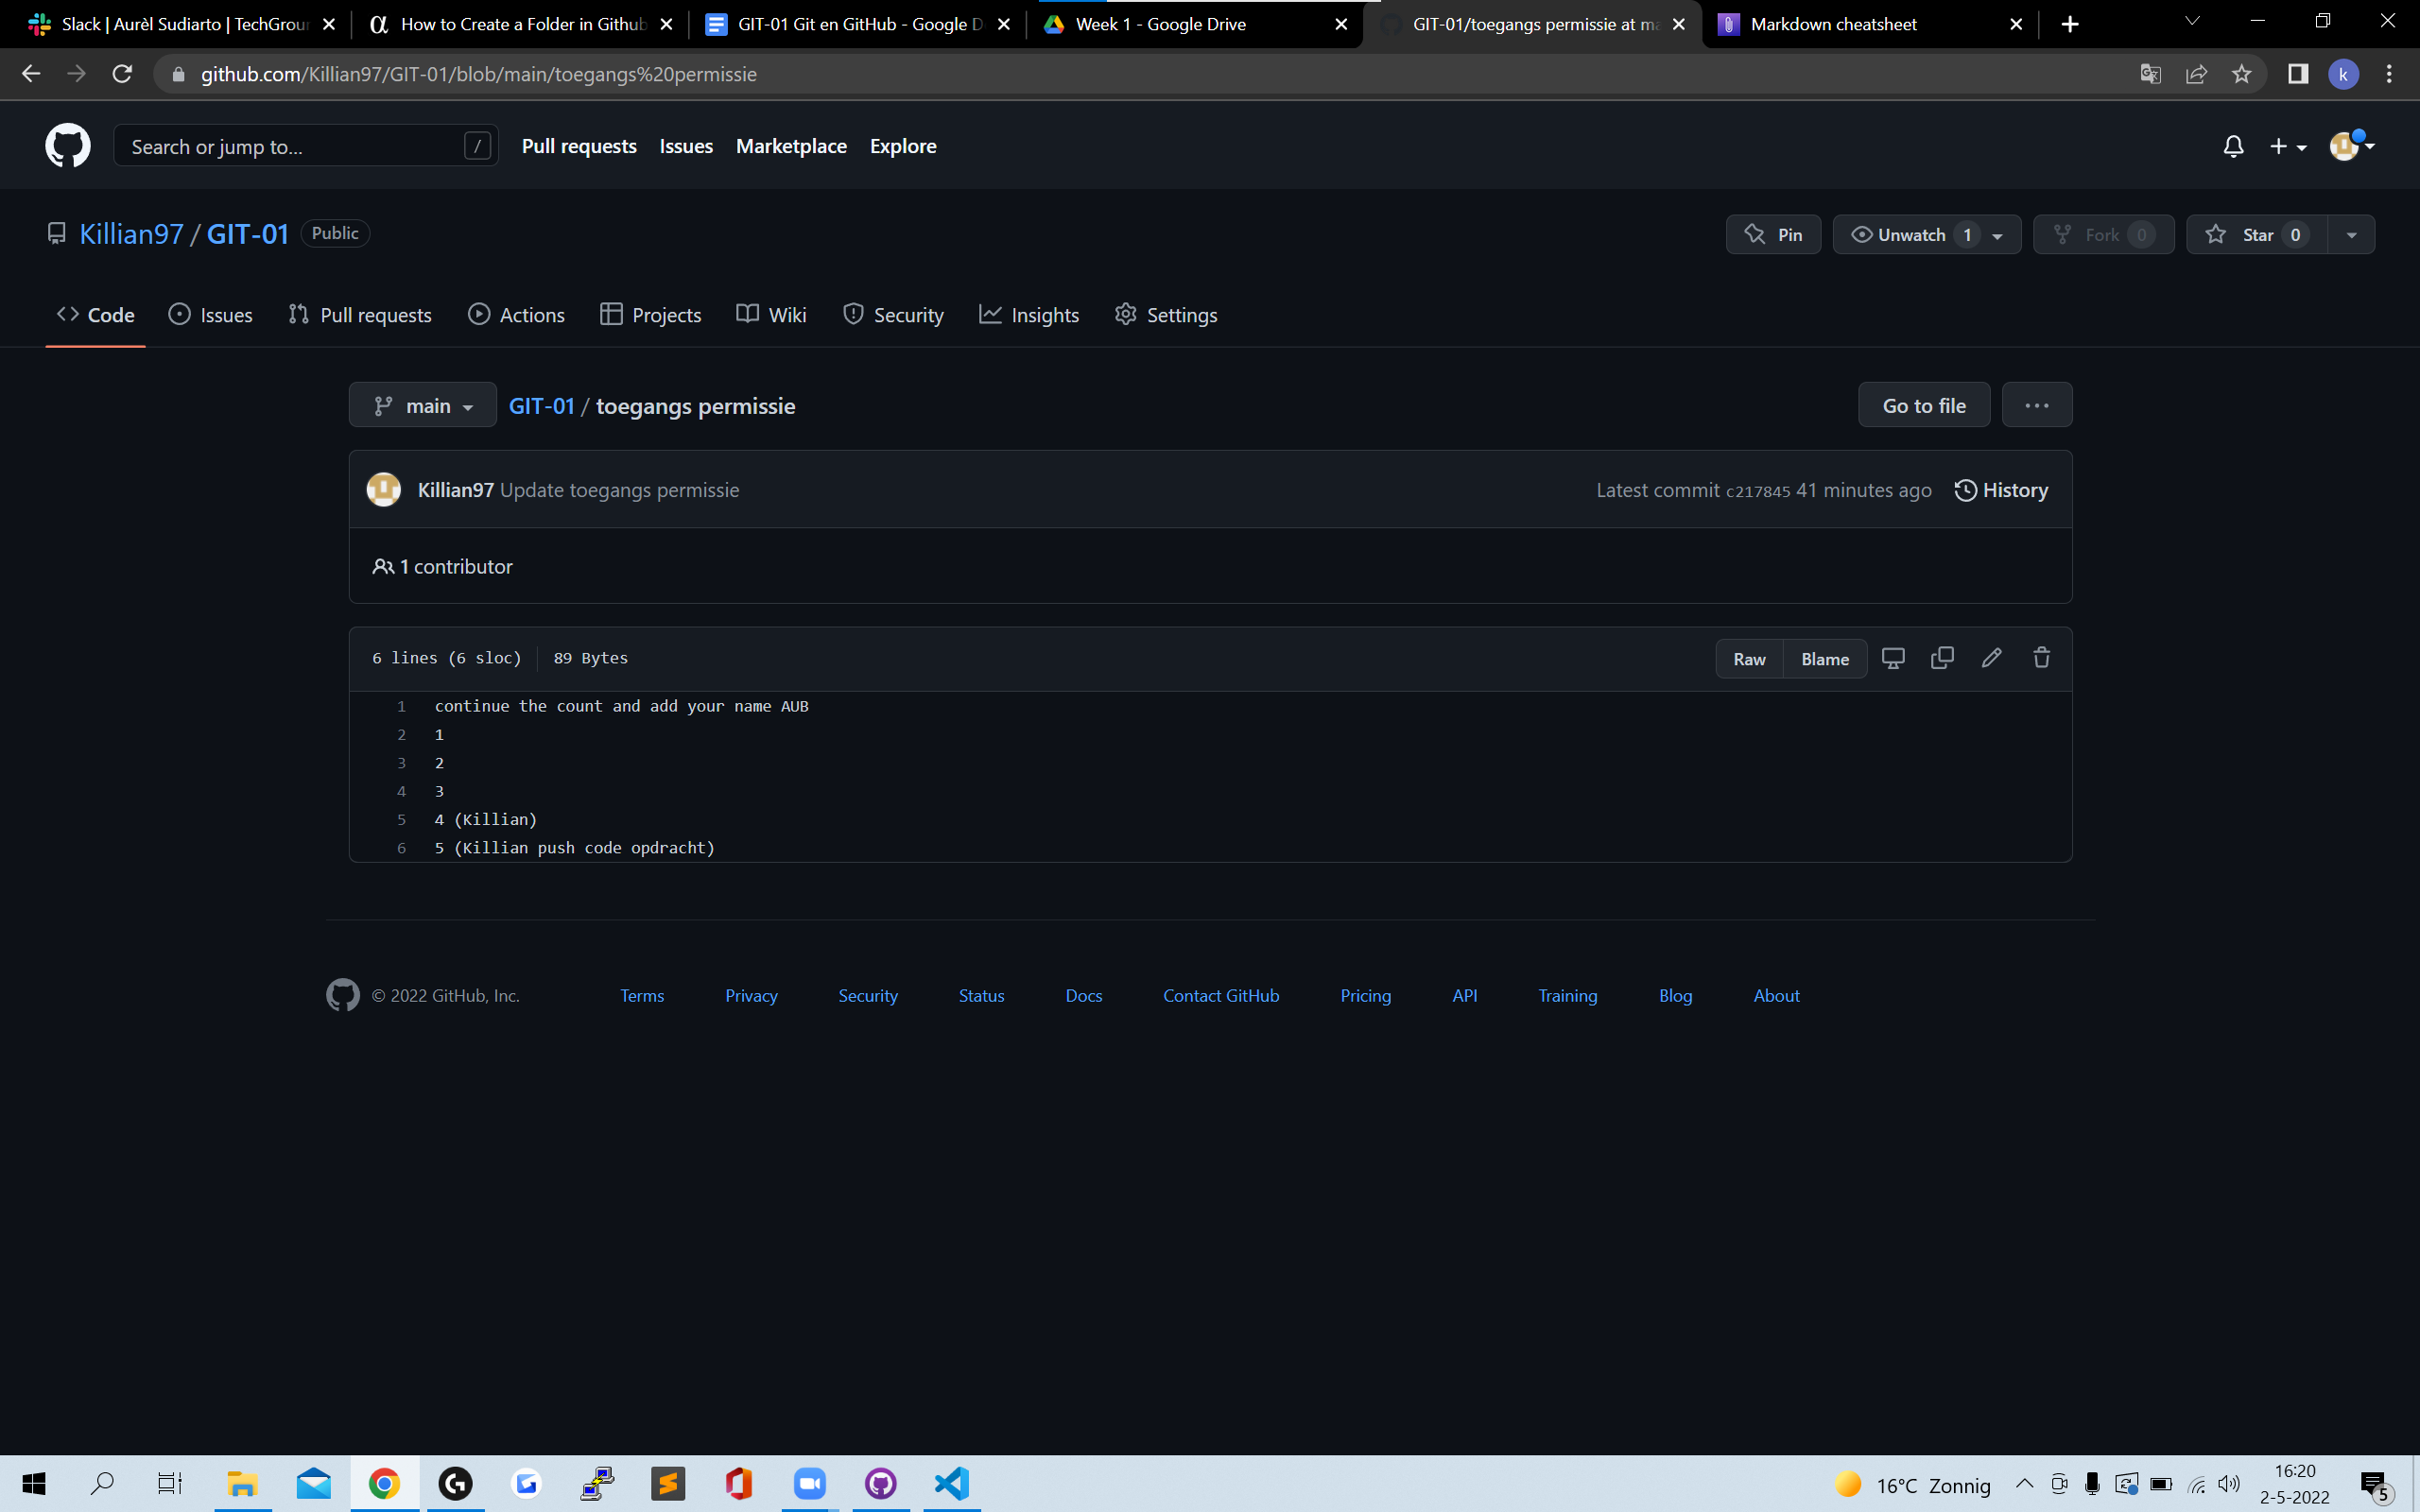 Slack | Aurèl Sudiarto | TechGrour
How to Create a Folder in Github
GIT-01 Git en GitHub - Google D
Week 1 - Google Drive
GIT-01/toegangs permissie at ma
Markdown cheatsheet
github.com/Killian97/GIT-01/blob/main/toegangs%20permissie
k
Search or jump to... /
Pull requests Issues Marketplace Explore
Killian97 / GIT-01 Public
Pin
Unwatch 1
Fork 0
Star 0
Code Issues Pull requests Actions Projects Wiki Security Insights Settings
main GIT-01 / toegangs permissie
Go to file
Killian97 Update toegangs permissie
Latest commit c217845 41 minutes ago History
1 contributor
6 lines (6 sloc) 89 Bytes
Raw Blame
1 continue the count and add your name AUB
2 1
3 2
4 3
5 4 (Killian)
6 5 (Killian push code opdracht)
© 2022 GitHub, Inc. Terms Privacy Security Status Docs Contact GitHub Pricing API Training Blog About
16°C Zonnig
16:20
2-5-2022
5